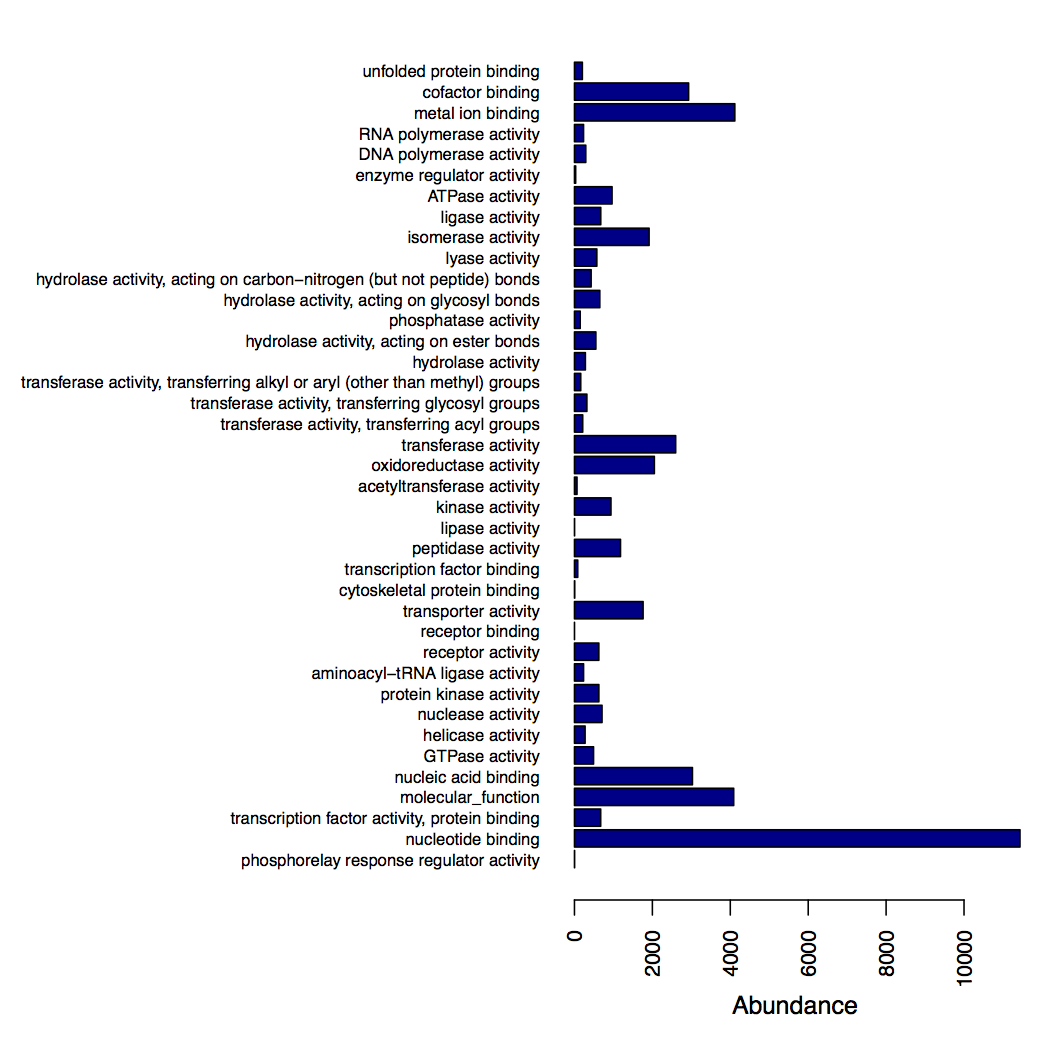 unfolded protein binding
cofactor binding
metal ion binding
RNA polymerase activity
DNA polymerase activity
enzyme regulator activity
ATPase activity
ligase activity
isomerase activity
lyase activity
hydrolase activity, acting on carbon−nitrogen (but not peptide) bonds
hydrolase activity, acting on glycosyl bonds
phosphatase activity
hydrolase activity, acting on ester bonds
hydrolase activity
transferase activity, transferring alkyl or aryl (other than methyl) groups
transferase activity, transferring glycosyl groups
transferase activity, transferring acyl groups
transferase activity
oxidoreductase activity
acetyltransferase activity
kinase activity
lipase activity
peptidase activity
transcription factor binding
cytoskeletal protein binding
transporter activity
receptor binding
receptor activity
aminoacyl−tRNA ligase activity
protein kinase activity
nuclease activity
helicase activity
GTPase activity
nucleic acid binding
molecular_function
transcription factor activity, protein binding
nucleotide binding
phosphorelay response regulator activity
0 2000 4000 6000 8000 10000
Abundance